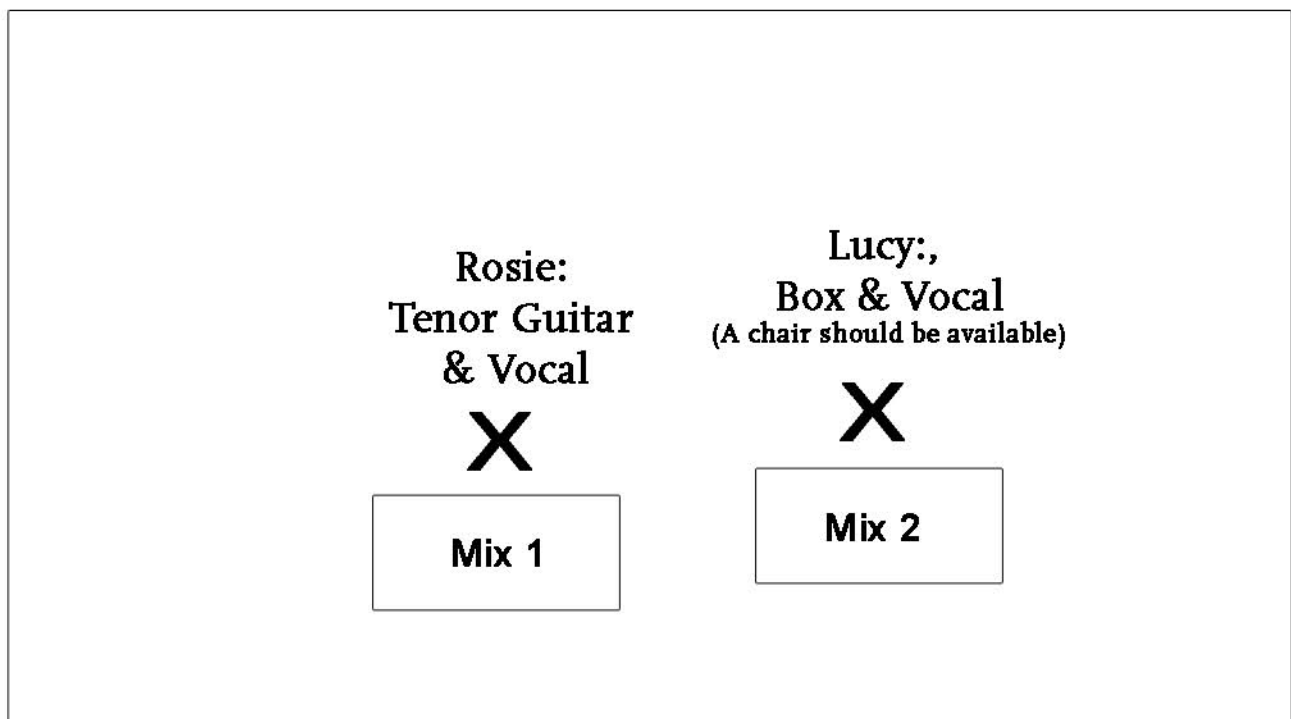 Rosie:
Tenor Guitar
& Vocal
X
Mix 1
Lucy:,
Box & Vocal
(A chair should be available)
X
Mix 2